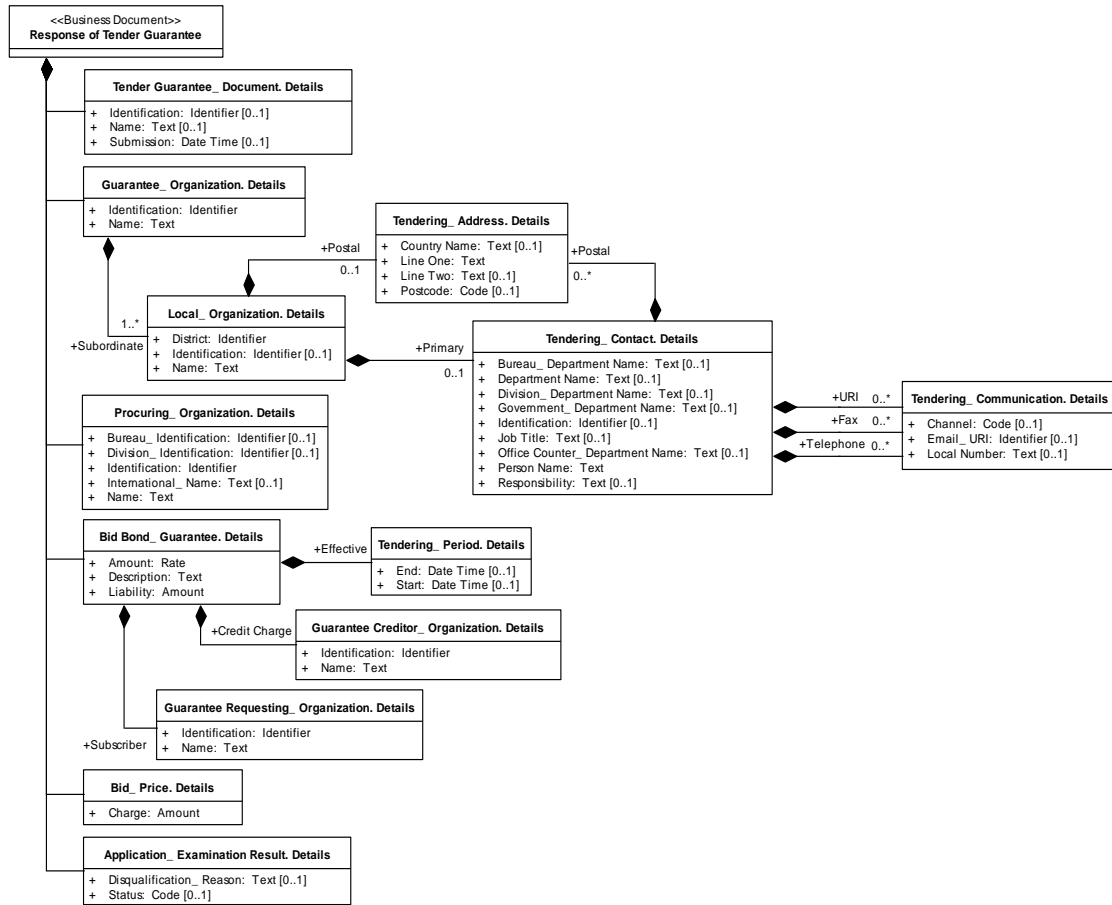 <<Business Document>>
Response of Tender Guarantee
Tender Guarantee_ Document. Details
+ Identification: Identifier [0..1]
+ Name: Text [0..1]
+ Submission: Date Time [0..1]
Guarantee_ Organization. Details
+ Identification: Identifier
+ Name: Text
Tendering_ Address. Details
+ Country Name: Text [0..1]
+ Line One: Text
+ Line Two: Text [0..1]
+ Postcode: Code [0..1]
+Postal
0..1
+Postal
0..*
1..*
+Subordinate
Local_ Organization. Details
+ District: Identifier
+ Identification: Identifier [0..1]
+ Name: Text
+Primary
0..1
Tendering_ Contact. Details
+ Bureau_ Department Name: Text [0..1]
+ Department Name: Text [0..1]
+ Division_ Department Name: Text [0..1]
+ Government_ Department Name: Text [0..1]
+ Identification: Identifier [0..1]
+ Job Title: Text [0..1]
+ Office Counter_ Department Name: Text [0..1]
+ Person Name: Text
+ Responsibility: Text [0..1]
+URI 0..*
+Fax 0..*
+Telephone 0..*
Tendering_ Communication. Details
+ Channel: Code [0..1]
+ Email_ URI: Identifier [0..1]
+ Local Number: Text [0..1]
Procuring_ Organization. Details
+ Bureau_ Identification: Identifier [0..1]
+ Division_ Identification: Identifier [0..1]
+ Identification: Identifier
+ International_ Name: Text [0..1]
+ Name: Text
Bid Bond_ Guarantee. Details
+ Amount: Rate
+ Description: Text
+ Liability: Amount
+Effective
Tendering_ Period. Details
+ End: Date Time [0..1]
+ Start: Date Time [0..1]
+Credit Charge
Guarantee Creditor_ Organization. Details
+ Identification: Identifier
+ Name: Text
+Subscriber
Guarantee Requesting_ Organization. Details
+ Identification: Identifier
+ Name: Text
Bid_ Price. Details
+ Charge: Amount
Application_ Examination Result. Details
+ Disqualification_ Reason: Text [0..1]
+ Status: Code [0..1]